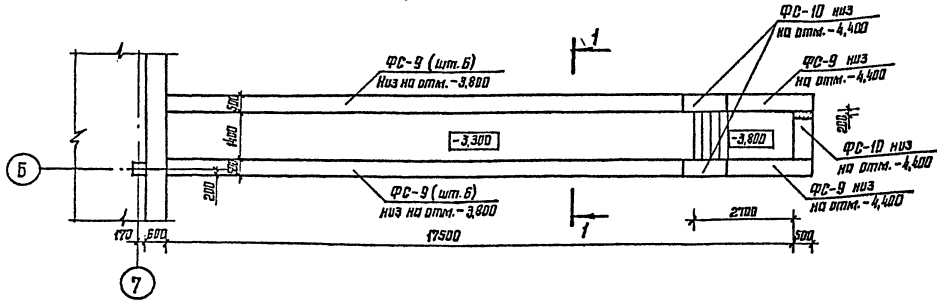 ФС-10 низ
на отм.-4,400
1
ФС-9 (шт.6)
Низ на отм.-3,800
ФС-9 низ
на отм.-4,400
500
1400
500
200
-3,300
-3,800
200
ФС-10 низ
на отм.-4,400
Б
ФС-9 (шт.6)
низ на отм.-3,800
ФС-9 низ
на отм.-4,400
1
2700
170
600
17500
500
7